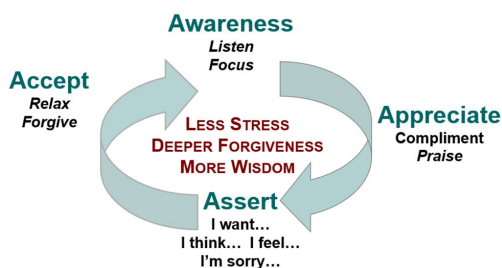 Awareness
Listen
Focus
Accept
Relax
Forgive
Appreciate
Compliment
Praise
LESS STRESS
DEEPER FORGIVENESS
MORE WISDOM
Assert
I want…
I think… I feel…
I'm sorry…